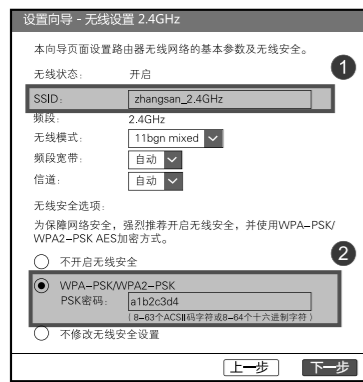 设置向导 - 无线设置 2.4GHz
本向导页面设置路由器无线网络的基本参数及无线安全。
无线状态: 开启
1
SSID: zhangsan_2.4GHz
频段: 2.4GHz
无线模式: 11bgn mixed
频段宽带: 自动
信道: 自动
无线安全选项:
为保障网络安全，强烈推荐开启无线安全，并使用WPA-PSK/
WPA2-PSK AES加密方式。
不开启无线安全
2
WPA-PSK/WPA2-PSK
PSK密码: a1b2c3d4
(8-63个ACSII码字符或8-64个十六进制字符)
不修改无线安全设置
上一步 下一步